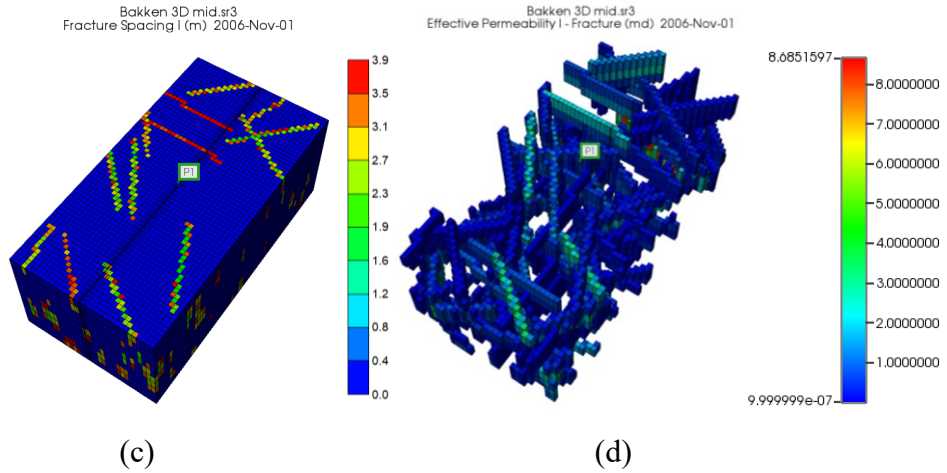 Bakken 3D mid.sr3
Fracture Spacing I (m) 2006-Nov-01
3.9
3.5
3.1
2.7
2.3
1.9
1.6
1.2
0.8
0.4
0.0
P1
(c)
Bakken 3D mid.sr3
Effective Permeability I - Fracture (md) 2006-Nov-01
8.6851597
8.0000000
7.0000000
6.0000000
5.0000000
4.0000000
3.0000000
2.0000000
1.0000000
9.999999e-07
P1
(d)